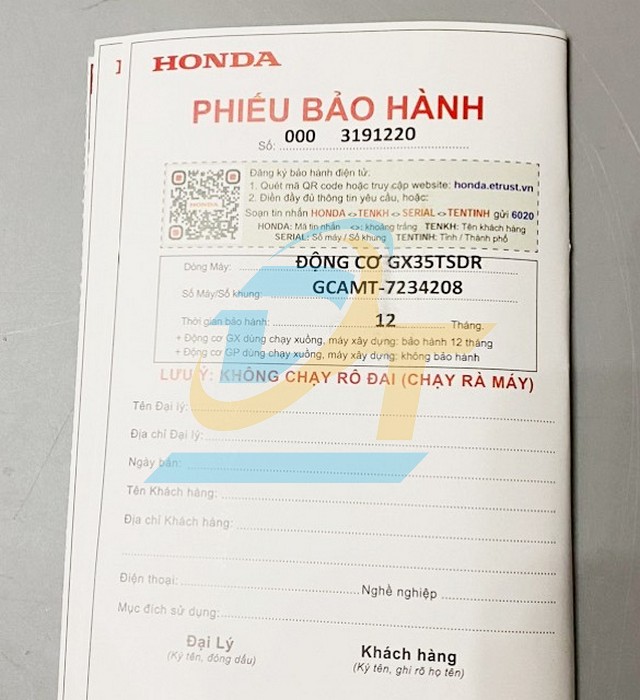 HONDA
PHIẾU BẢO HÀNH
Số: 000 3191220
Đăng ký bảo hành điện tử:
1. Quét mã QR code hoặc truy cập website: honda.etrust.vn
2. Điền đầy đủ thông tin yêu cầu, hoặc:
Soạn tin nhắn HONDA <> TENKH <> SERIAL <> TENTINH gửi 6020
HONDA: Mã tin nhắn <>: khoảng trắng TENKH: Tên khách hàng
SERIAL: Số máy / Số khung TENTINH: Tỉnh / Thành phố
Dòng Máy: ĐỘNG CƠ GX35TSDR
Số Máy/Số khung: GCAMT-7234208
Thời gian bảo hành: 12 Tháng.
+ Động cơ GX dùng chạy xuồng, máy xây dựng: bảo hành 12 tháng
+ Động cơ GP dùng chạy xuồng, máy xây dựng: không bảo hành
LƯU Ý: KHÔNG CHẠY RÔ ĐAI (CHẠY RÀ MÁY)
Tên Đại lý:
Địa chỉ Đại lý:
Ngày bán:
Tên Khách hàng:
Địa chỉ Khách hàng:
Điện thoại: Nghề nghiệp
Mục đích sử dụng:
Đại Lý Khách hàng
(Ký tên, đóng dấu) (Ký tên, ghi rõ họ tên)